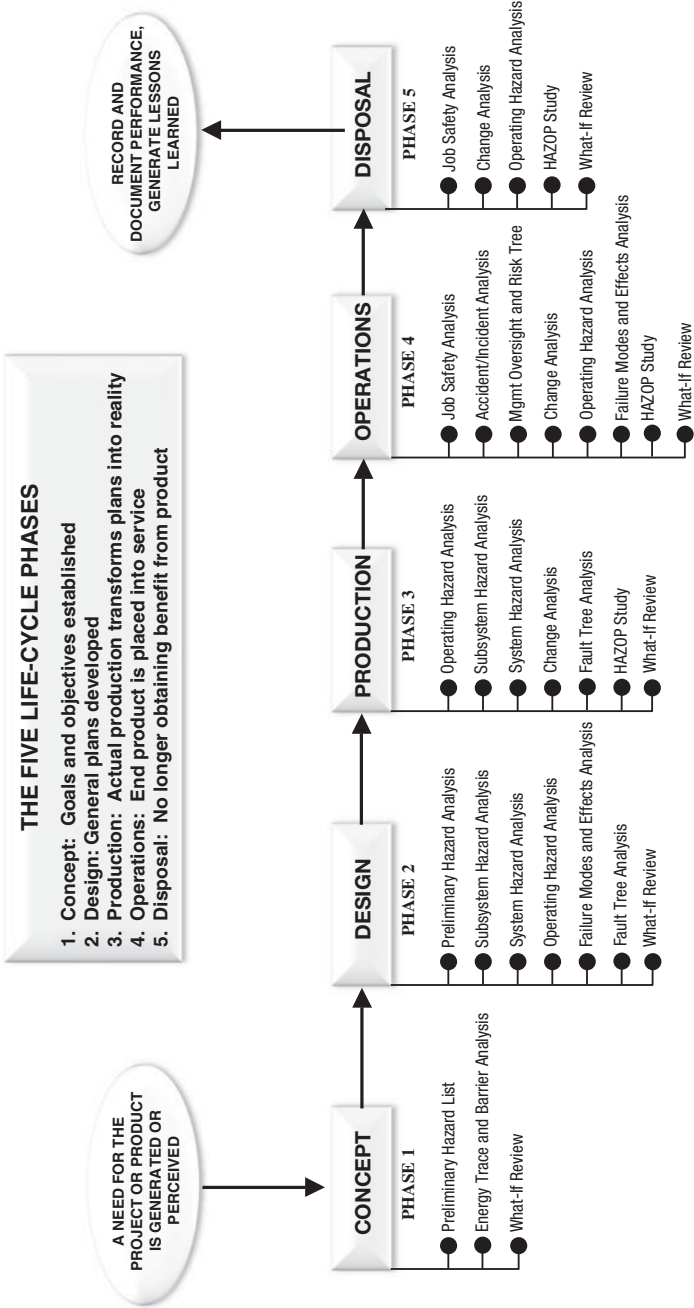 THE FIVE LIFE-CYCLE PHASES
1. Concept: Goals and objectives established
2. Design: General plans developed
3. Production: Actual production transforms plans into reality
4. Operations: End product is placed into service
5. Disposal: No longer obtaining benefit from product
A NEED FOR THE
PROJECT OR PRODUCT
IS GENERATED OR
PERCEIVED
RECORD AND
DOCUMENT PERFORMANCE,
GENERATE LESSONS
LEARNED
CONCEPT
PHASE 1
Preliminary Hazard List
Energy Trace and Barrier Analysis
What-If Review
DESIGN
PHASE 2
Preliminary Hazard Analysis
Subsystem Hazard Analysis
System Hazard Analysis
Operating Hazard Analysis
Failure Modes and Effects Analysis
Fault Tree Analysis
What-If Review
PRODUCTION
PHASE 3
Operating Hazard Analysis
Subsystem Hazard Analysis
System Hazard Analysis
Change Analysis
Fault Tree Analysis
HAZOP Study
What-If Review
OPERATIONS
PHASE 4
Job Safety Analysis
Accident/Incident Analysis
Mgmt Oversight and Risk Tree
Change Analysis
Operating Hazard Analysis
Failure Modes and Effects Analysis
HAZOP Study
What-If Review
DISPOSAL
PHASE 5
Job Safety Analysis
Change Analysis
Operating Hazard Analysis
HAZOP Study
What-If Review